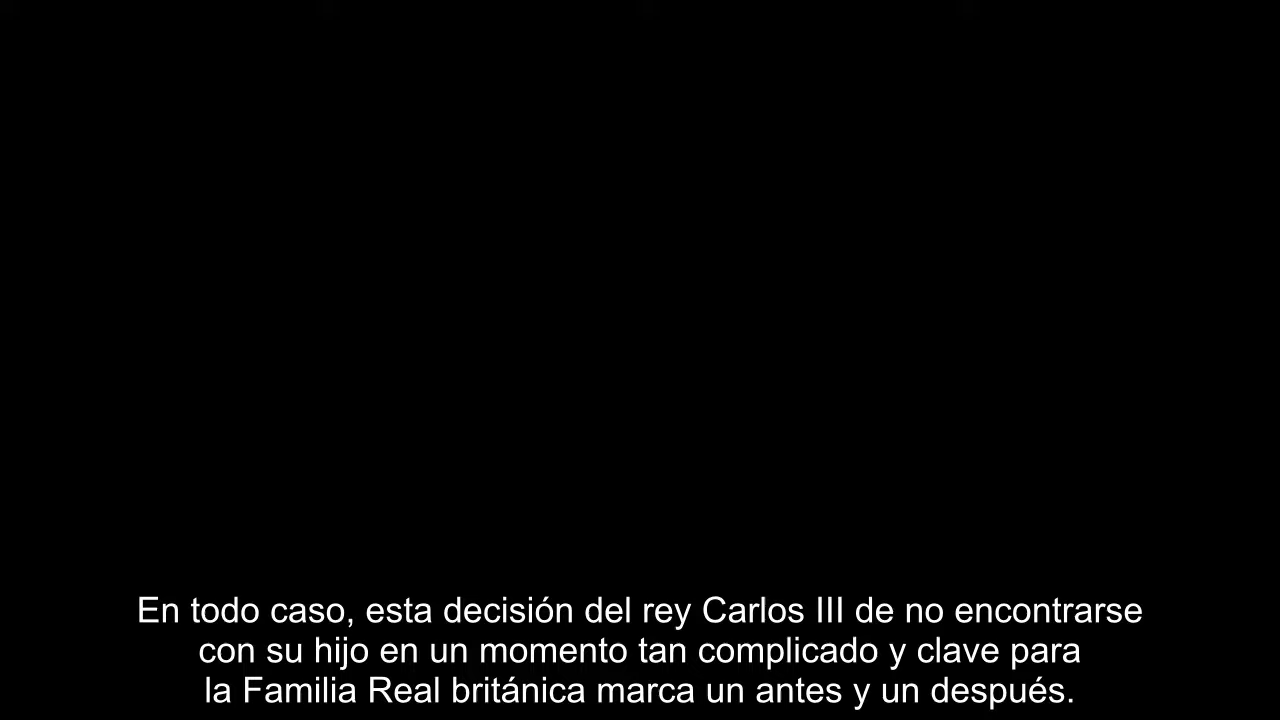 En todo caso, esta decisión del rey Carlos III de no encontrarse
con su hijo en un momento tan complicado y clave para
la Familia Real británica marca un antes y un después.